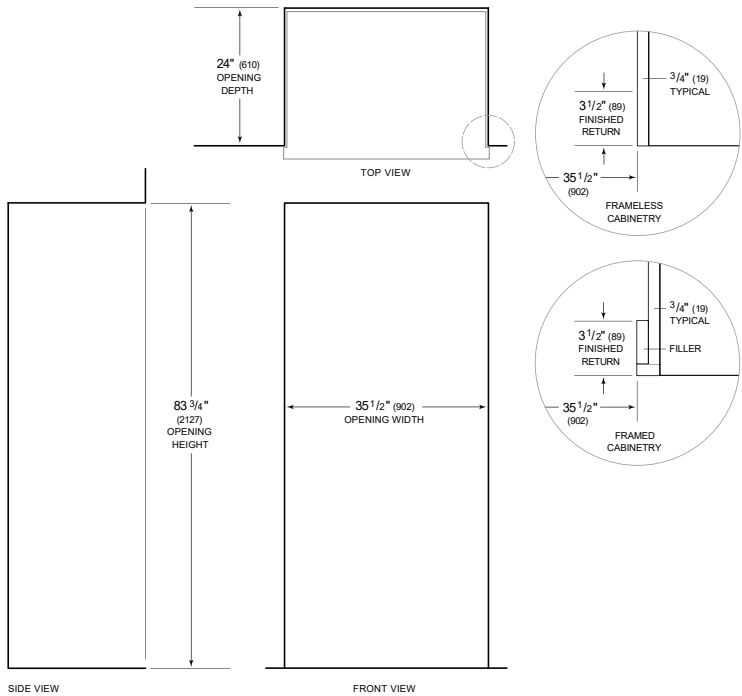 24" (610)
OPENING
DEPTH
TOP VIEW
3/4" (19)
TYPICAL
3 1/2" (89)
FINISHED
RETURN
35 1/2"
(902)
FRAMELESS
CABINETRY
3/4" (19)
TYPICAL
3 1/2" (89)
FINISHED
RETURN
FILLER
35 1/2"
(902)
FRAMED
CABINETRY
83 3/4"
(2127)
OPENING
HEIGHT
35 1/2" (902)
OPENING WIDTH
SIDE VIEW
FRONT VIEW